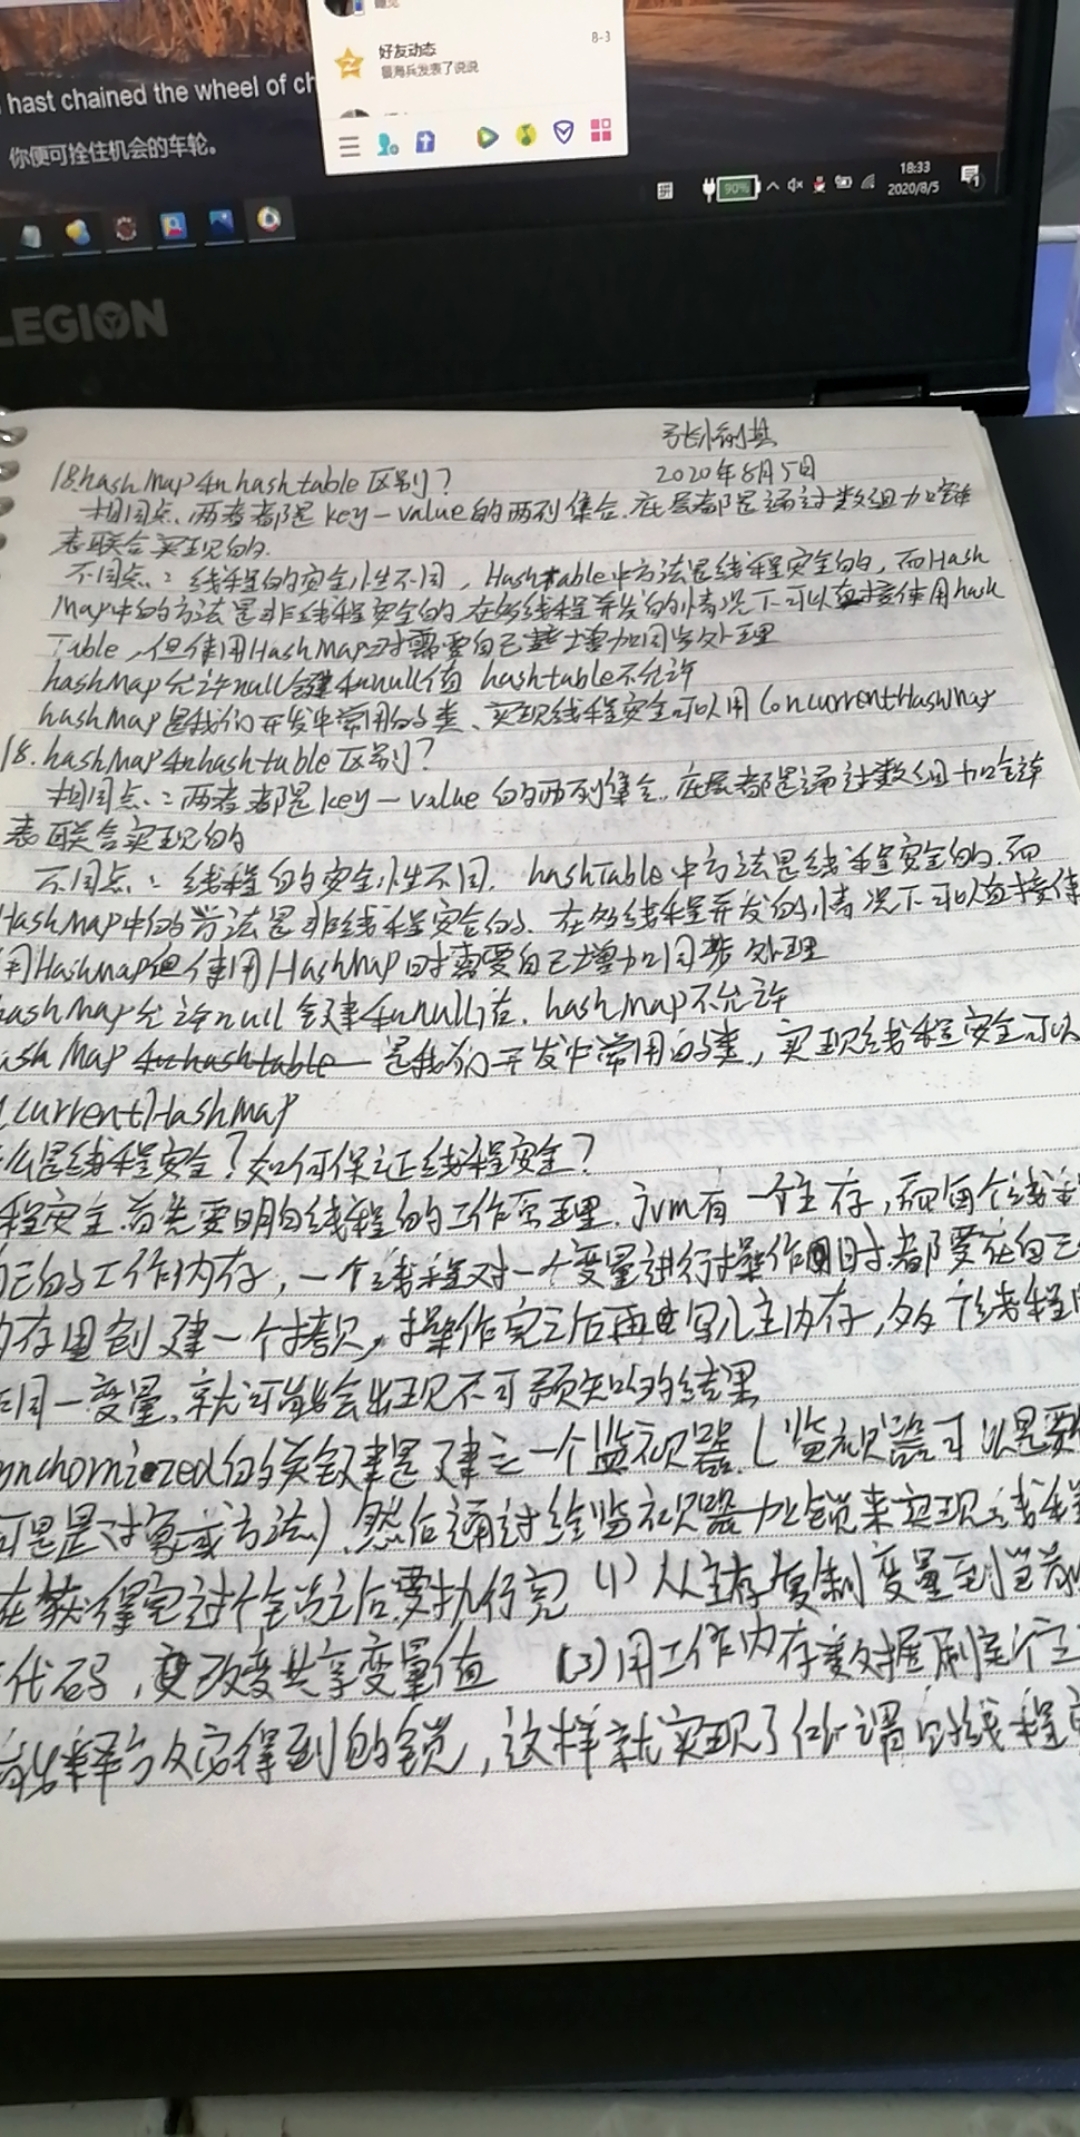 hast chained the wheel of ch
你便可拴住机会的车轮。
好友动态
8-3
发表了说说
90%
18:33
2020/8/5
LEGION
2020年8月5日
18.hashMap和hashtable区别?
相同点.两者都是key-value的两列集合.底层都是通过数组加链
表联合实现的.
不同点:线程的安全性不同,Hashtable中方法是线程安全的,而Hash
Map中的方法是非线程安全的.在多线程并发的情况下可以直接使用hash
Table,但使用HashMap时需要自己增加同步处理
hashMap允许null键和null值 hashtable不允许
hashMap是我们开发中常用的类、实现线程安全可以用ConcurrentHashMap
18.hashMap和hashtable区别?
相同点:两者都是key-value的两列集合.底层都是通过数组加链
表联合实现的
不同点:线程的安全性不同.hashTable中方法是线程安全的.而
HashMap中的方法是非线程安全的.在多线程并发的情况下可以直接使
用HashMap但使用HashMap时需要自己增加同步处理
hashMap允许null键和null值.hashMap不允许
ash Map 和hashtable 是我们开发中常用的类,实现线程安全可以
currentHashMap
么是线程安全?如何保证线程安全?
程安全.首先要明白线程的工作原理.jvm有一个主存,而每个线程
自己的工作内存,一个线程对一个变量进行操作时.都要在自己
内存里创建一个拷贝,操作完之后再写入主内存,多个线程
同一变量.就可能会出现不可预知的结果
nchornized的关键是建立一个监视器.(监视器可以是要
可是是对象或方法).然后通过给监视器加锁来实现线程
在获得完这个锁之后.要执行完 (1)从主存复制变量到当前
代码,改变共享变量值 (3)用工作内存数据刷
释放得到的锁,这样就实现了所谓的线程